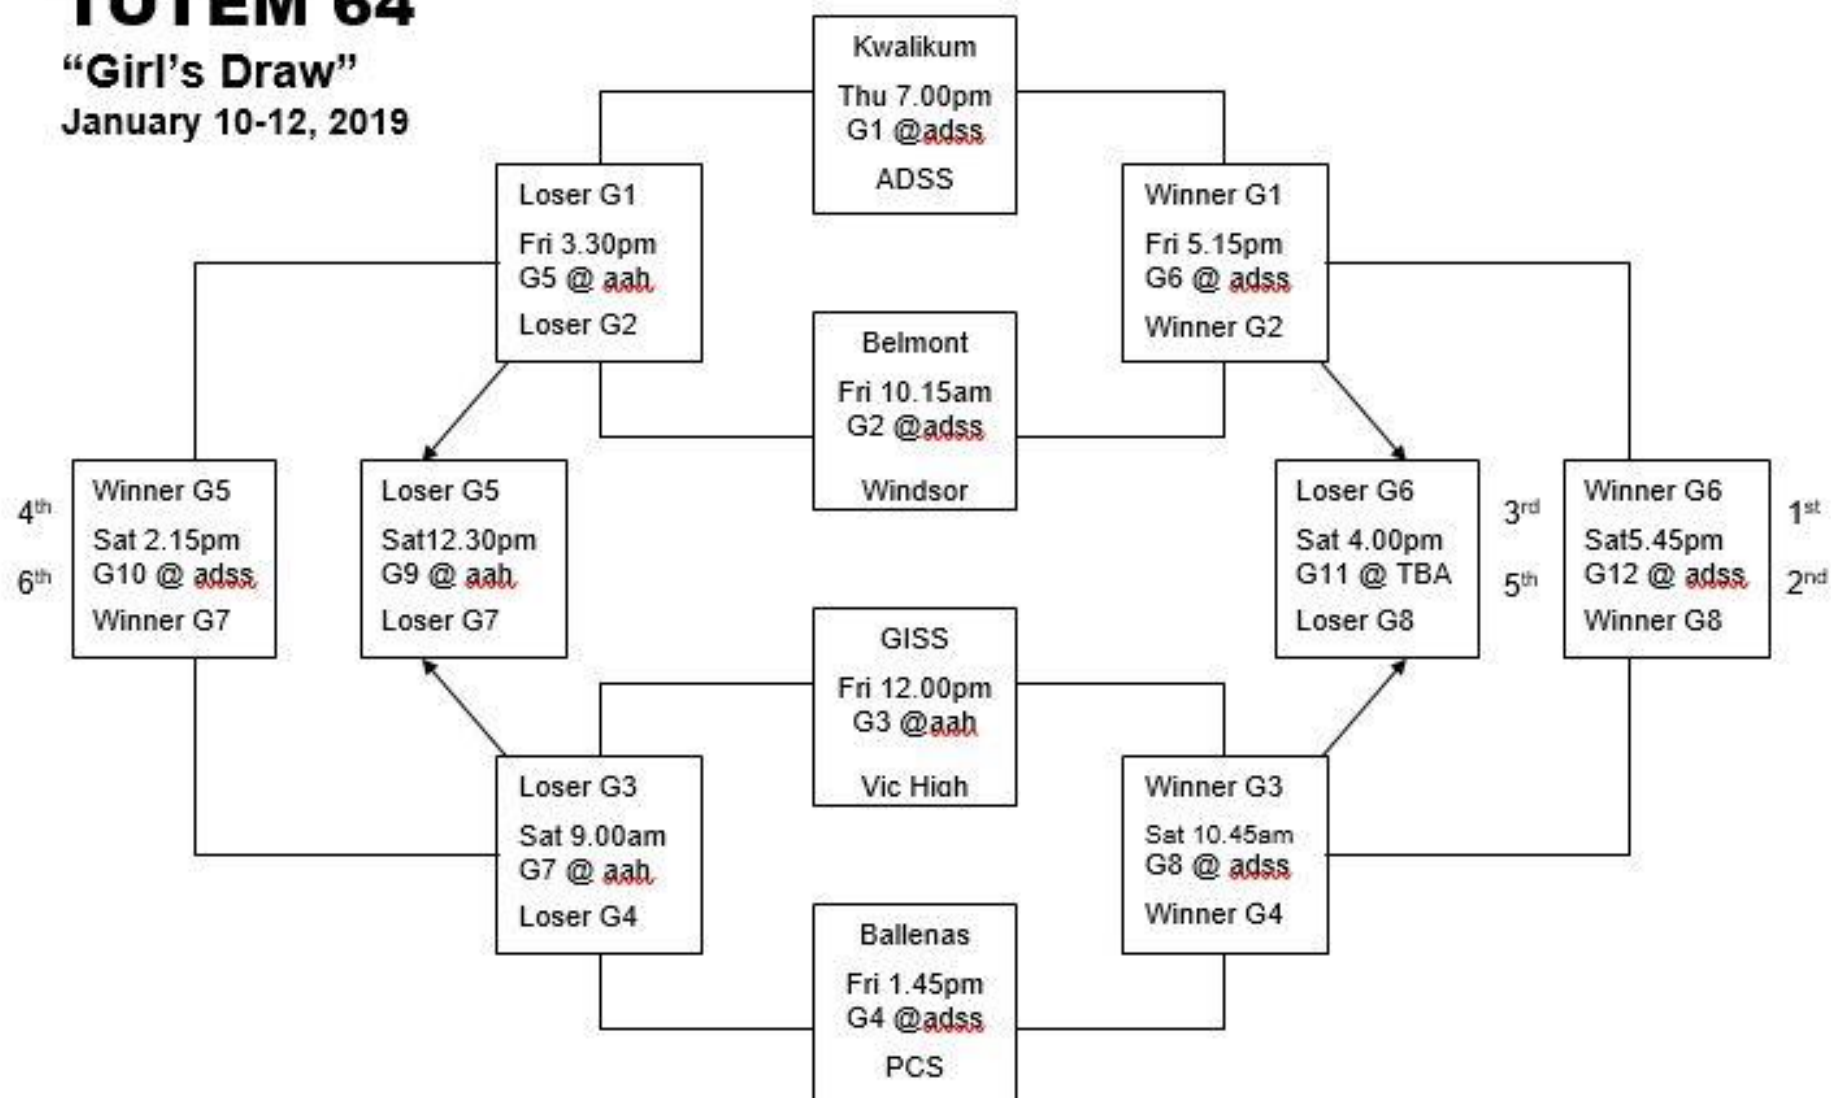 TOTEM 64
“Girl’s Draw”
January 10-12, 2019
Kwalikum
Thu 7.00pm
G1 @adss
ADSS
Loser G1
Fri 3.30pm
G5 @ aah
Loser G2
Winner G1
Fri 5.15pm
G6 @ adss
Winner G2
Belmont
Fri 10.15am
G2 @adss
Windsor
4th
6th
Winner G5
Sat 2.15pm
G10 @ adss
Winner G7
Loser G5
Sat12.30pm
G9 @ aah
Loser G7
Loser G6
Sat 4.00pm
G11 @ TBA
Loser G8
3rd
5th
Winner G6
Sat5.45pm
G12 @ adss
Winner G8
1st
2nd
GISS
Fri 12.00pm
G3 @aah
Vic High
Loser G3
Sat 9.00am
G7 @ aah
Loser G4
Winner G3
Sat 10.45am
G8 @ adss
Winner G4
Ballenas
Fri 1.45pm
G4 @adss
PCS